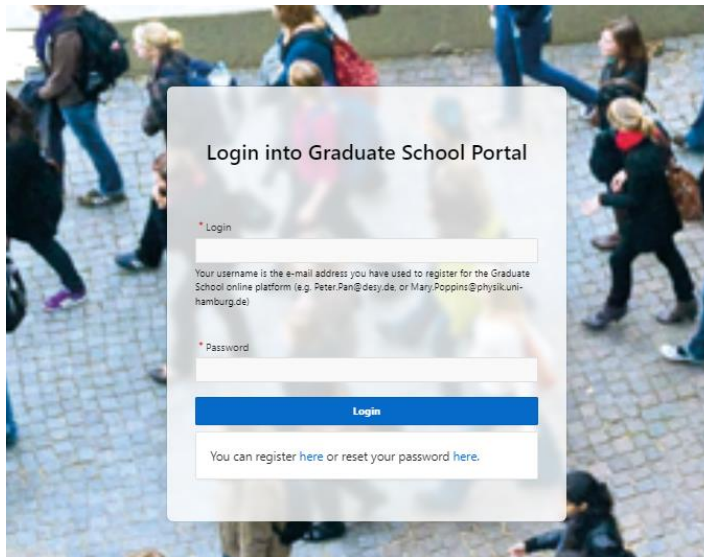 Login into Graduate School Portal
* Login
Your username is the e-mail address you have used to register for the Graduate
School online platform (e.g. Peter.Pan@desy.de, or Mary.Poppins@physik.uni-
hamburg.de)
* Password
Login
You can register here or reset your password here.